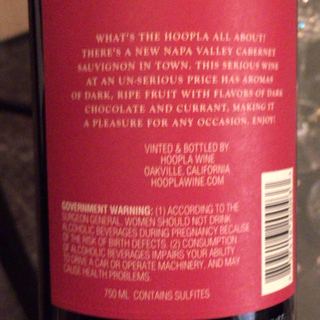 WHAT'S THE HOOPLA ALL ABOUT!
THERE'S A NEW NAPA VALLEY CABERNET
SAUVIGNON IN TOWN. THIS SERIOUS WINE
AT AN UN-SERIOUS PRICE HAS AROMAS
OF DARK, RIPE FRUIT WITH FLAVORS OF DARK
CHOCOLATE AND CURRANT, MAKING IT
A PLEASURE FOR ANY OCCASION. ENJOY!
VINTED & BOTTLED BY
HOOPLA WINE
OAKVILLE, CALIFORNIA
HOOPLAWINE.COM
GOVERNMENT WARNING: (1) ACCORDING TO THE
SURGEON GENERAL, WOMEN SHOULD NOT DRINK
ALCOHOLIC BEVERAGES DURING PREGNANCY BECAUSE
OF THE RISK OF BIRTH DEFECTS. (2) CONSUMPTION
OF ALCOHOLIC BEVERAGES IMPAIRS YOUR ABILITY
TO DRIVE A CAR OR OPERATE MACHINERY, AND MAY
CAUSE HEALTH PROBLEMS.
750 ML CONTAINS SULFITES